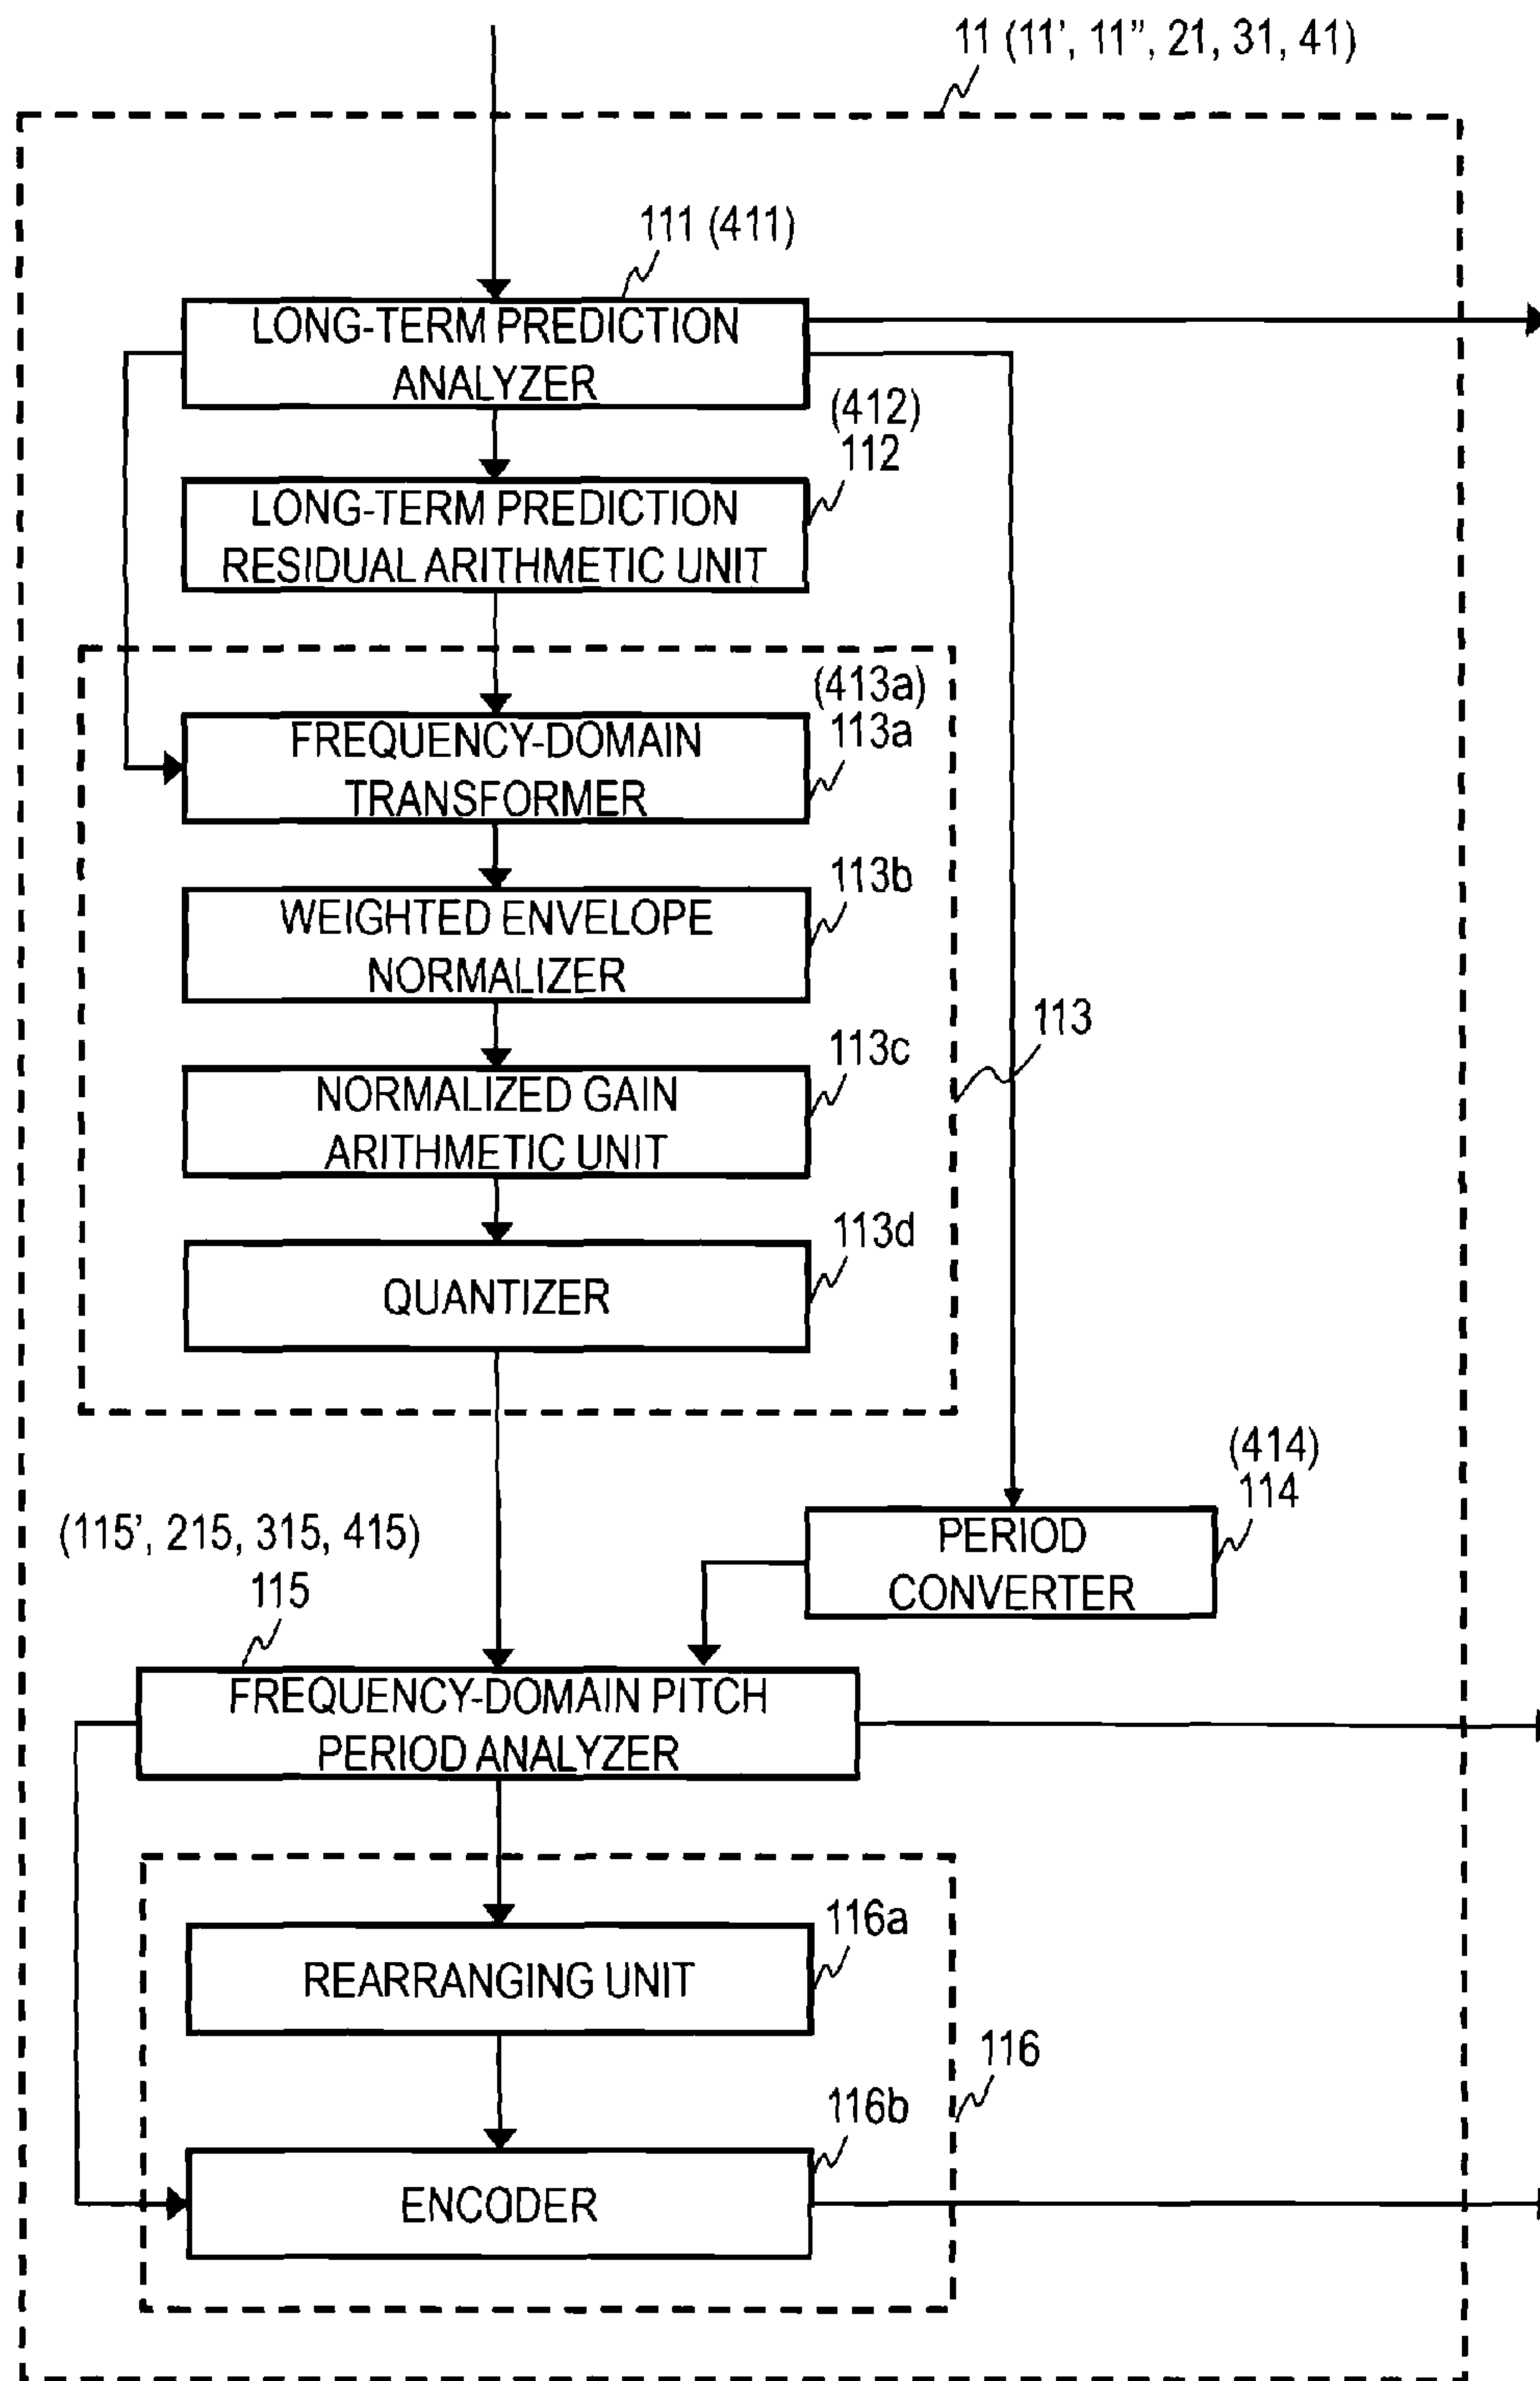 11 (11', 11", 21, 31, 41)
111 (411)
LONG-TERM PREDICTION
ANALYZER
(412)
112
LONG-TERM PREDICTION
RESIDUAL ARITHMETIC UNIT
(413a)
113a
FREQUENCY-DOMAIN
TRANSFORMER
113b
WEIGHTED ENVELOPE
NORMALIZER
113
113c
NORMALIZED GAIN
ARITHMETIC UNIT
113d
QUANTIZER
(414)
114
PERIOD
CONVERTER
(115', 215, 315, 415)
115
FREQUENCY-DOMAIN PITCH
PERIOD ANALYZER
116a
REARRANGING UNIT
116
116b
ENCODER